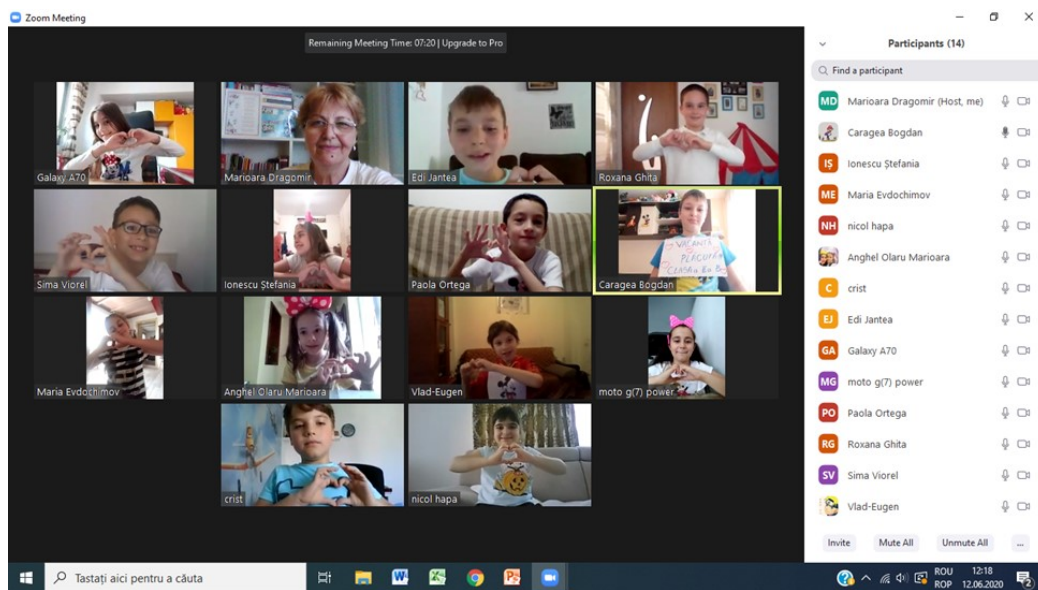 Zoom Meeting
Remaining Meeting Time: 07:20 | Upgrade to Pro
Galaxy A70
Marioara Dragomir
Edi Jantea
Roxana Ghita
Sima Viorel
Ionescu Ștefania
Paola Ortega
VACANȚĂ
PLĂCUTĂ
CLASA a
Caragea Bogdan
Maria Evdochimov
Anghel Olaru Marioara
Vlad-Eugen
moto g(7) power
crist
nicol hapa
Participants (14)
Find a participant
MD Marioara Dragomir (Host, me)
Caragea Bogdan
IȘ Ionescu Ștefania
ME Maria Evdochimov
NH nicol hapa
Anghel Olaru Marioara
C crist
EJ Edi Jantea
GA Galaxy A70
MG moto g(7) power
PO Paola Ortega
RG Roxana Ghita
SV Sima Viorel
Vlad-Eugen
Invite Mute All Unmute All ...
Tastați aici pentru a căuta
ROU 12:18
ROP 12.06.2020
2